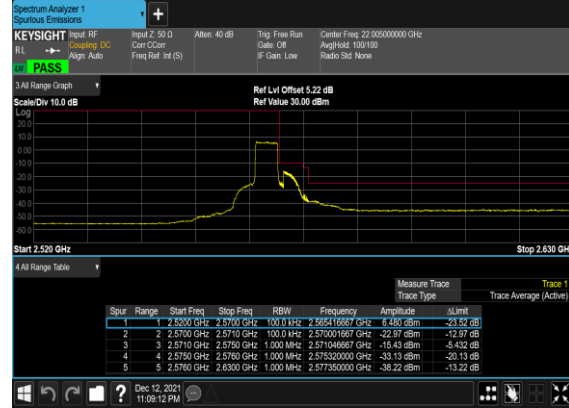 Spectrum Analyzer 1
Spurious Emissions
KEYSIGHT Input: RF Input Z: 50 Ω Atten: 40 dB Trig: Free Run Center Freq: 22.005000000 GHz
RL Coupling: DC Corr CCorr Gate: Off Avg|Hold: 100/100
Align: Auto Freq Ref: Int (S) IF Gain: Low Radio Std: None
PASS
3 All Range Graph
Ref Lvl Offset 5.22 dB
Scale/Div 10.0 dB Ref Value 30.00 dBm
Log
20.0
10.0
0.00
-10.0
-20.0
-30.0
-40.0
-50.0
-60.0
Start 2.520 GHz Stop 2.630 GH
4 All Range Table
Measure Trace Trace 1
Trace Type Trace Average (Active)
Spur Range Start Freq Stop Freq RBW Frequency Amplitude ΔLimit
1 1 2.5200 GHz 2.5700 GHz 100.0 kHz 2.565416667 GHz 6.480 dBm -23.52 dB
2 2 2.5700 GHz 2.5710 GHz 100.0 kHz 2.570001667 GHz -22.97 dBm -12.97 dB
3 3 2.5710 GHz 2.5750 GHz 1.000 MHz 2.571046667 GHz -15.43 dBm -5.432 dB
4 4 2.5750 GHz 2.5760 GHz 1.000 MHz 2.575320000 GHz -33.13 dBm -20.13 dB
5 5 2.5760 GHz 2.6300 GHz 1.000 MHz 2.577350000 GHz -38.22 dBm -13.22 dB
?
Dec 12, 2021
11:09:12 PM